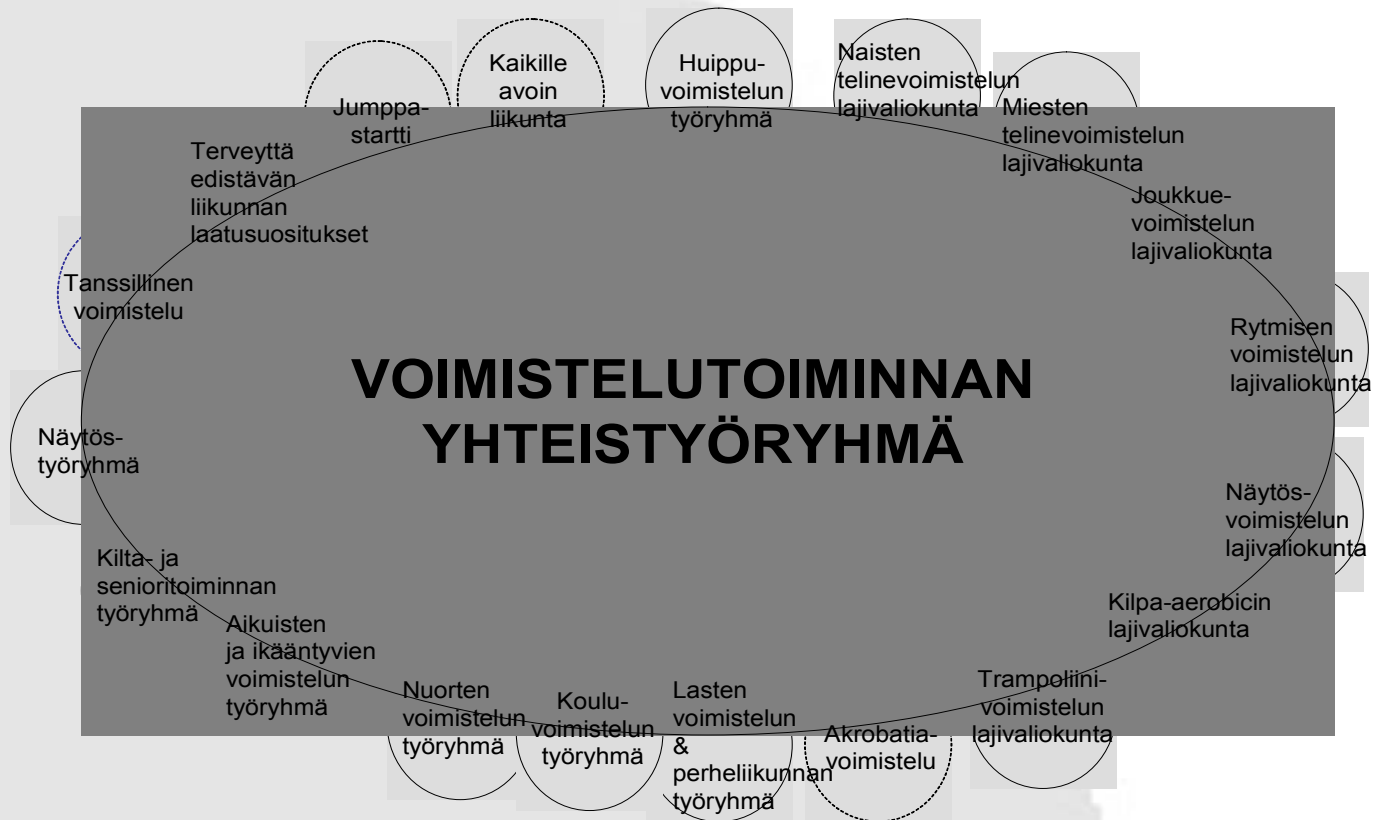 Kaikille
avoin
liikunta
Huippu-
voimistelun
työryhmä
Naisten
telinevoimistelun
lajivaliokunta
Miesten
telinevoimistelun
lajivaliokunta
Joukkue-
voimistelun
lajivaliokunta
Rytmisen
voimistelun
lajivaliokunta
Näytös-
voimistelun
lajivaliokunta
Kilpa-aerobicin
lajivaliokunta
Trampoliini-
voimistelun
lajivaliokunta
Akrobatia-
voimistelu
Lasten
voimistelun
&
perheliikunnan
työryhmä
Koulu-
voimistelun
työryhmä
Nuorten
voimistelun
työryhmä
Aikuisten
ja ikääntyvien
voimistelun
työryhmä
Kilta- ja
senioritoiminnan
työryhmä
Näytös-
työryhmä
Tanssillinen
voimistelu
Terveyttä
edistävän
liikunnan
laatusuositukset
Jumppa-
startti
VOIMISTELUTOIMINNAN
YHTEISTYÖRYHMÄ